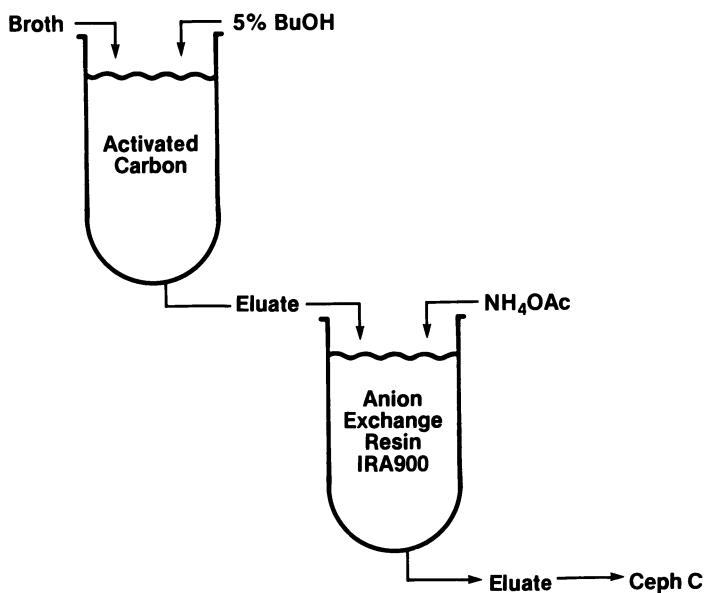 Broth
5% BuOH
Activated
Carbon
Eluate
NH₄OAc
Anion
Exchange
Resin
IRA900
Eluate
Ceph C